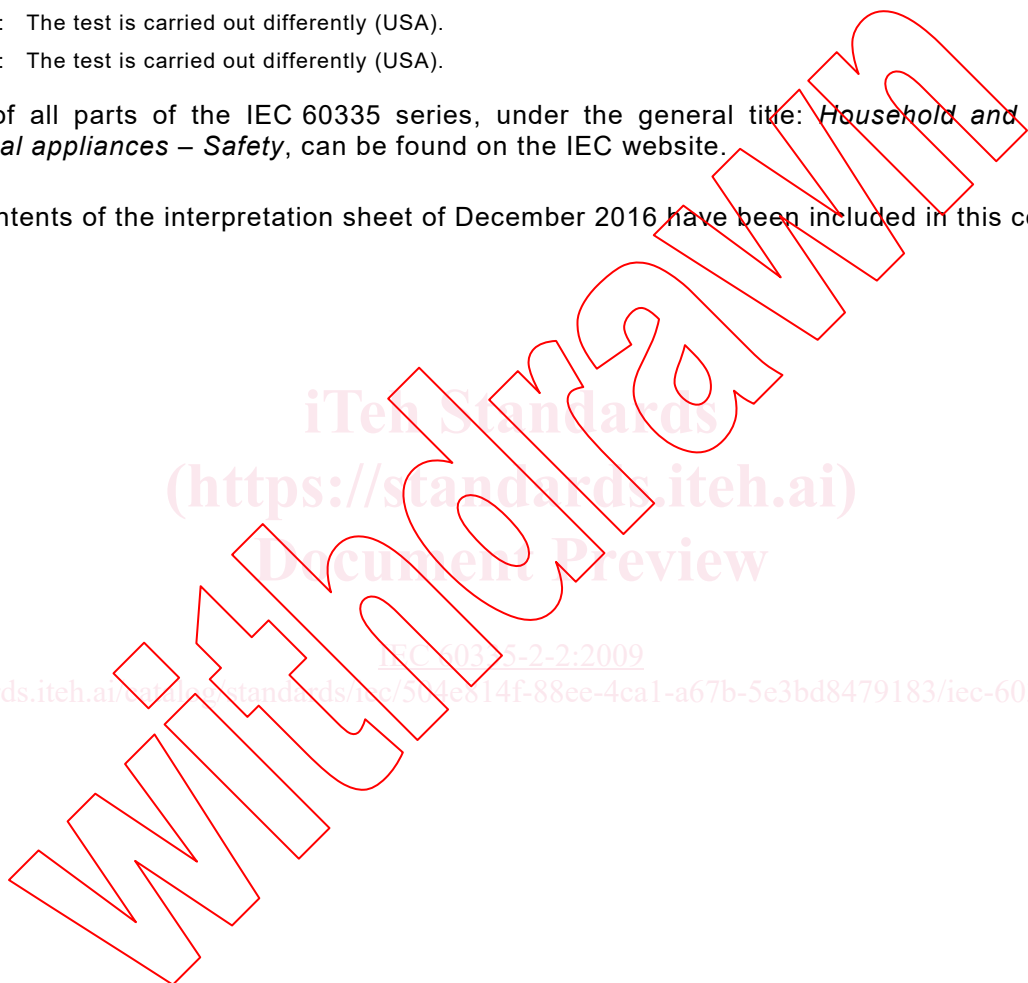 : The test is carried out differently (USA).
: The test is carried out differently (USA).
of all parts of the IEC 60335 series, under the general title: Household and
al appliances – Safety, can be found on the IEC website.
ntents of the interpretation sheet of December 2016 have been included in this co
iTeh Standards
(https://standards.iteh.ai)
Document Preview
IEC 60335-2-2:2009
ds.iteh.ai/catalog/standards/iec/504e814f-88ee-4ca1-a67b-5e3bd8479183/iec-60
withdrawn